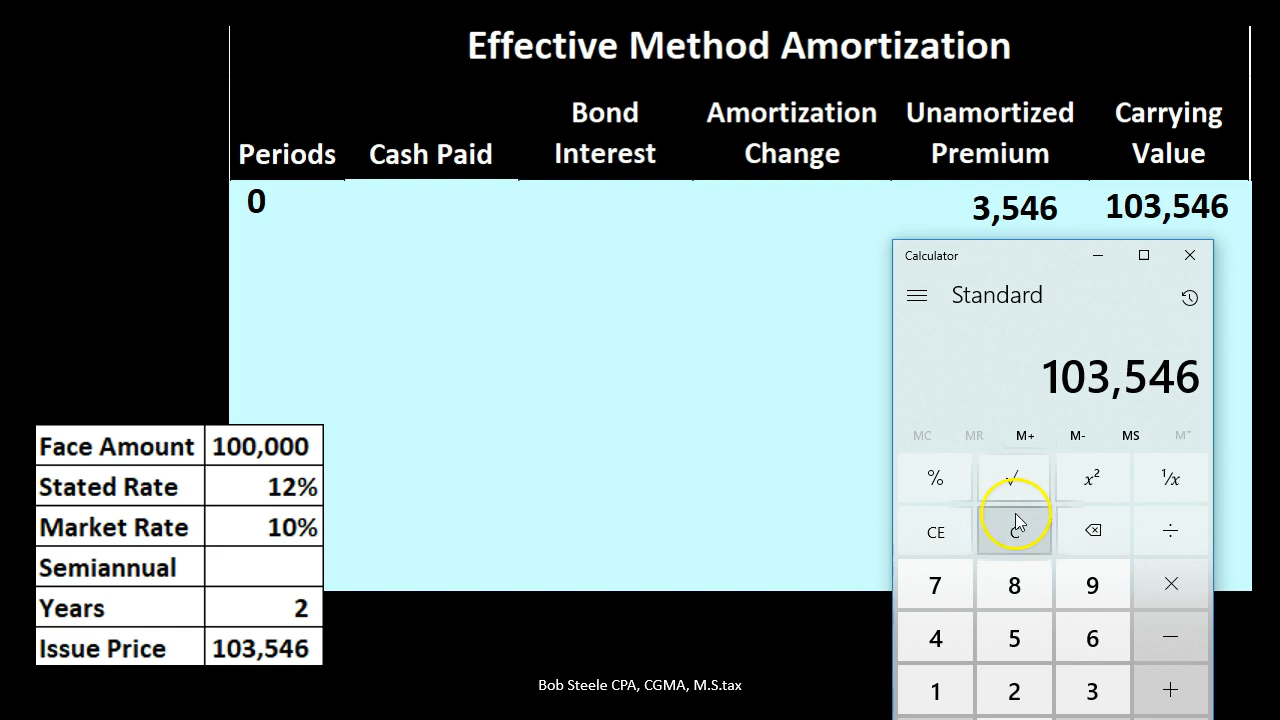 Effective Method Amortization
Periods Cash Paid Bond Interest Amortization Change Unamortized Premium Carrying Value
0 3,546 103,546
Face Amount 100,000
Stated Rate 12%
Market Rate 10%
Semiannual
Years 2
Issue Price 103,546
Calculator
Standard
103,546
MC MR M+ M- MS
% √ x² ¹/x
CE C ÷
7 8 9 ×
4 5 6 −
1 2 3 +
Bob Steele CPA, CGMA, M.S.tax